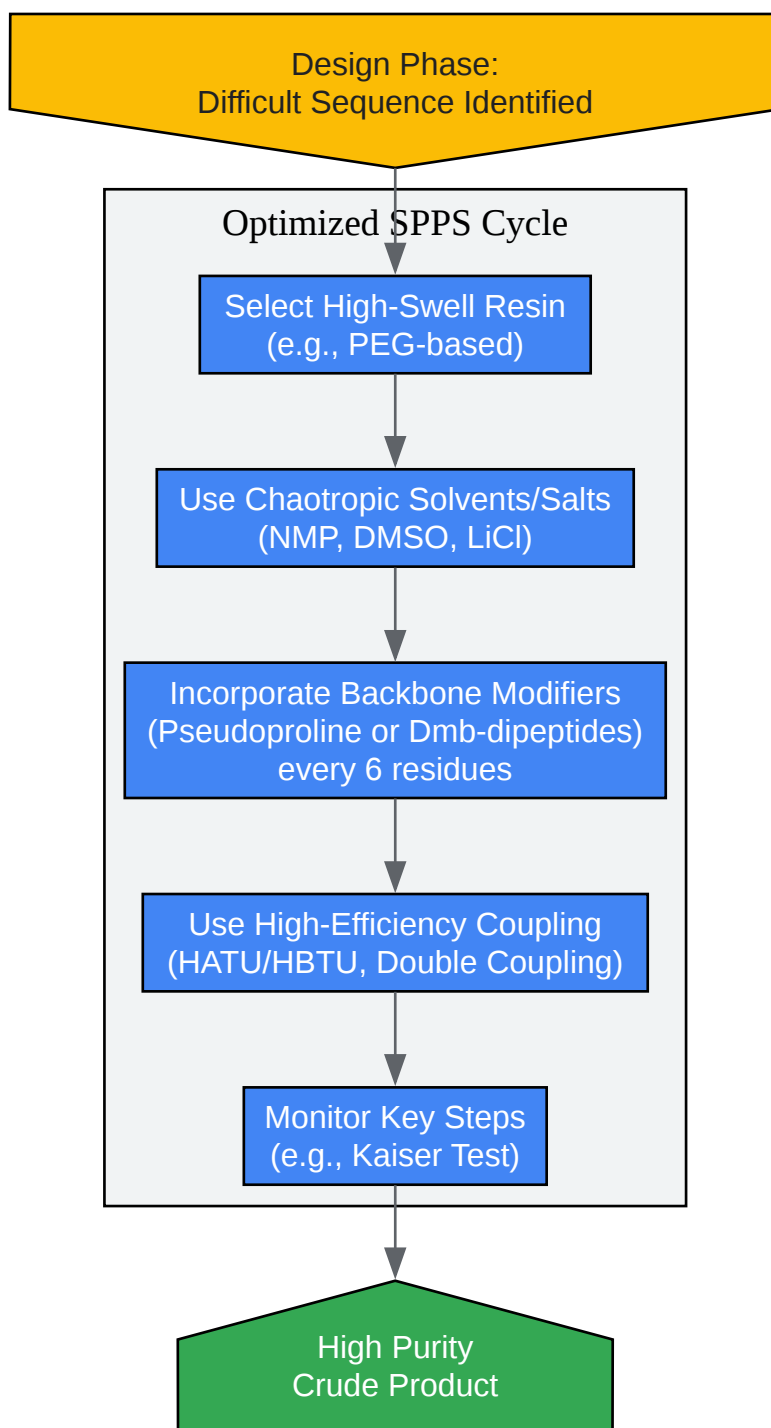 Design Phase:
Difficult Sequence Identified
Optimized SPPS Cycle
Select High-Swell Resin
(e.g., PEG-based)
Use Chaotropic Solvents/Salts
(NMP, DMSO, LiCl)
Incorporate Backbone Modifiers
(Pseudoproline or Dmb-dipeptides)
every 6 residues
Use High-Efficiency Coupling
(HATU/HBTU, Double Coupling)
Monitor Key Steps
(e.g., Kaiser Test)
High Purity
Crude Product